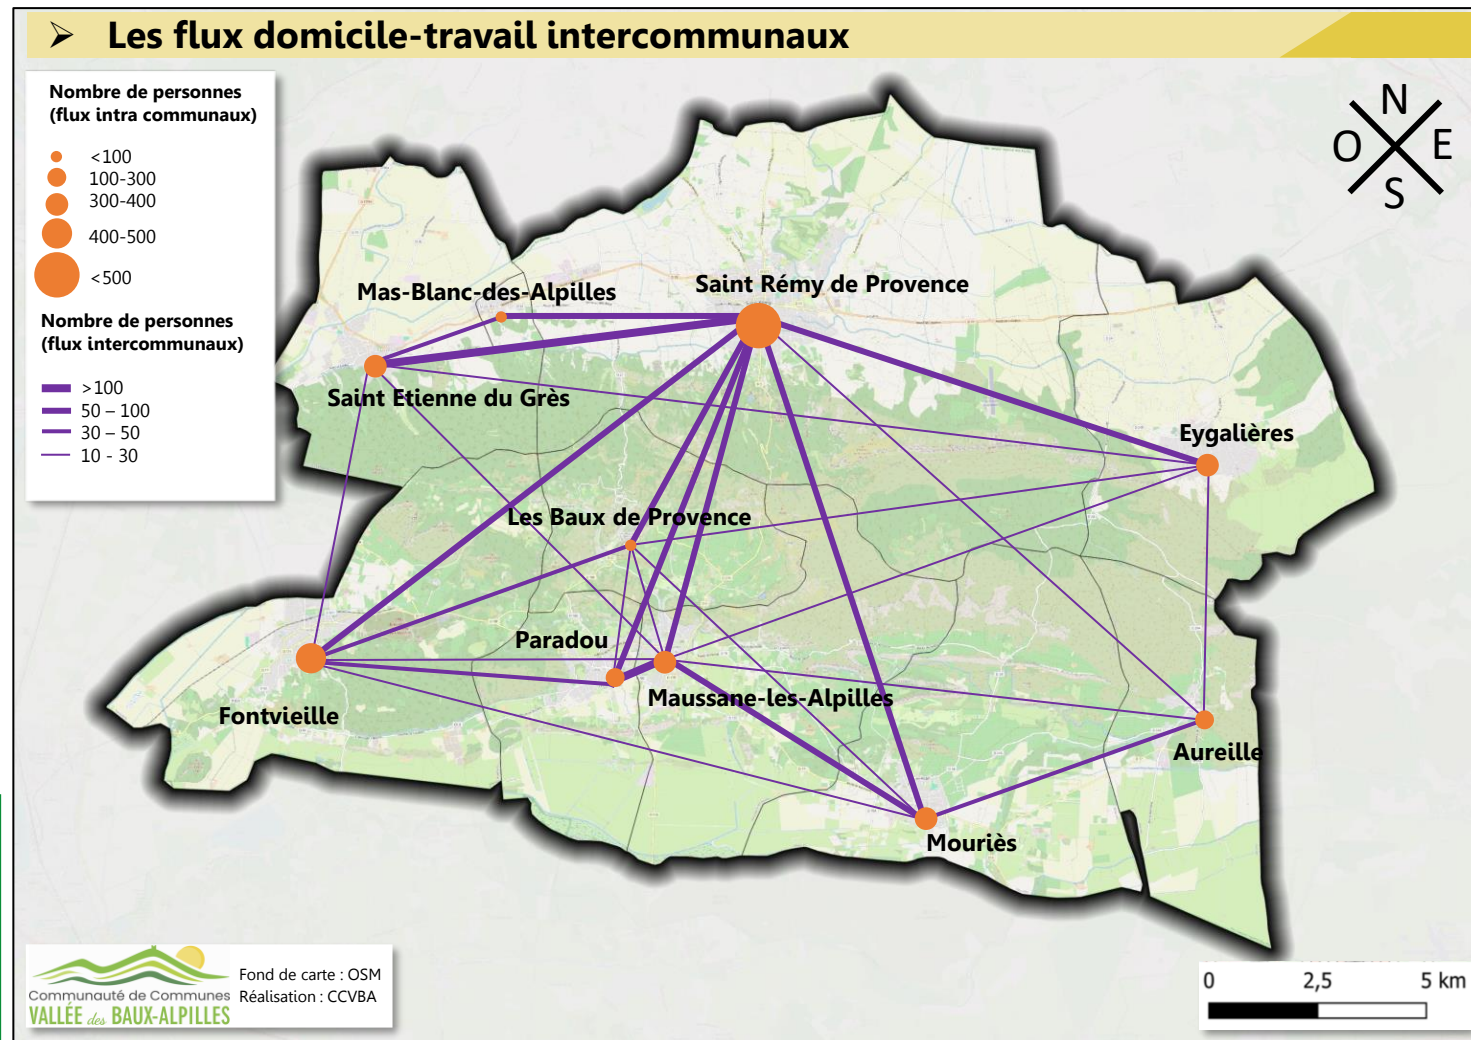 ➢ Les flux domicile-travail intercommunaux
Nombre de personnes
(flux intra communaux)
<100
100-300
300-400
400-500
<500
Nombre de personnes
(flux intercommunaux)
>100
50 – 100
30 – 50
10 - 30
N
O E
S
Saint Rémy de Provence
Mas-Blanc-des-Alpilles
Saint Etienne du Grès
Eygalières
Les Baux de Provence
Paradou
Maussane-les-Alpilles
Fontvieille
Aureille
Mouriès
Communauté de Communes
VALLÉE des BAUX-ALPILLES
Fond de carte : OSM
Réalisation : CCVBA
0 2,5 5 km